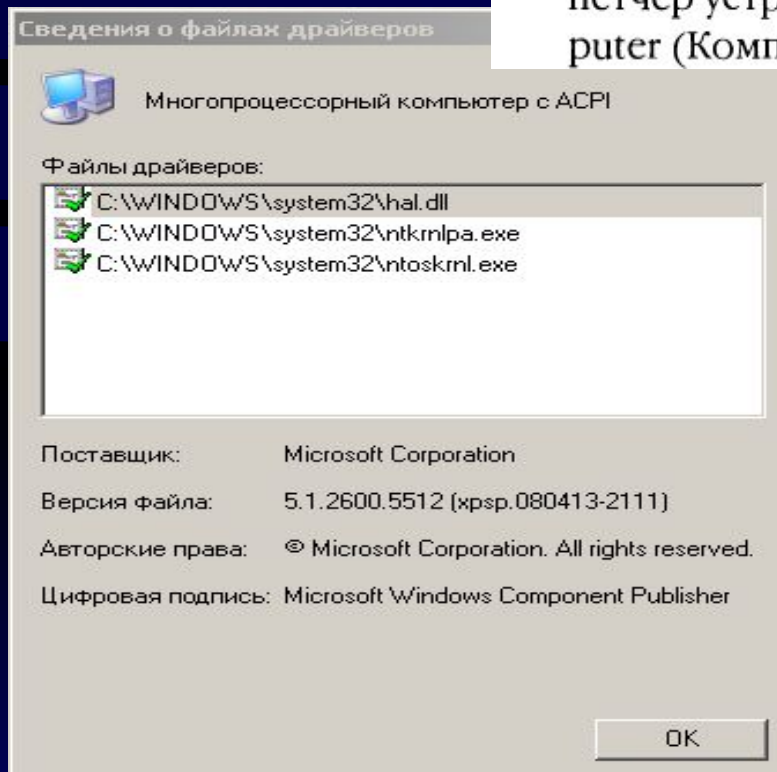 puter (Комп
Сведения о файлах драйверов
Многопроцессорный компьютер с ACPI
Файлы драйверов:
C:\WINDOWS\system32\hal.dll
C:\WINDOWS\system32\ntkrnlpa.exe
C:\WINDOWS\system32\ntoskrnl.exe
Поставщик: Microsoft Corporation
Версия файла: 5.1.2600.5512 (xpsp.080413-2111)
Авторские права: © Microsoft Corporation. All rights reserved.
Цифровая подпись: Microsoft Windows Component Publisher
OK